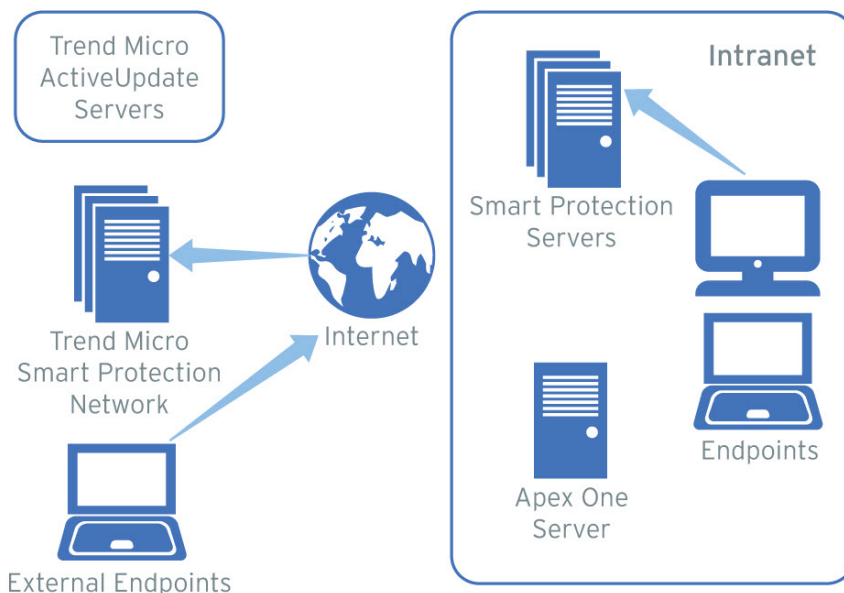 Trend Micro
ActiveUpdate
Servers
Intranet
Smart Protection
Servers
Trend Micro
Smart Protection
Network
Internet
Endpoints
Apex One
Server
External Endpoints